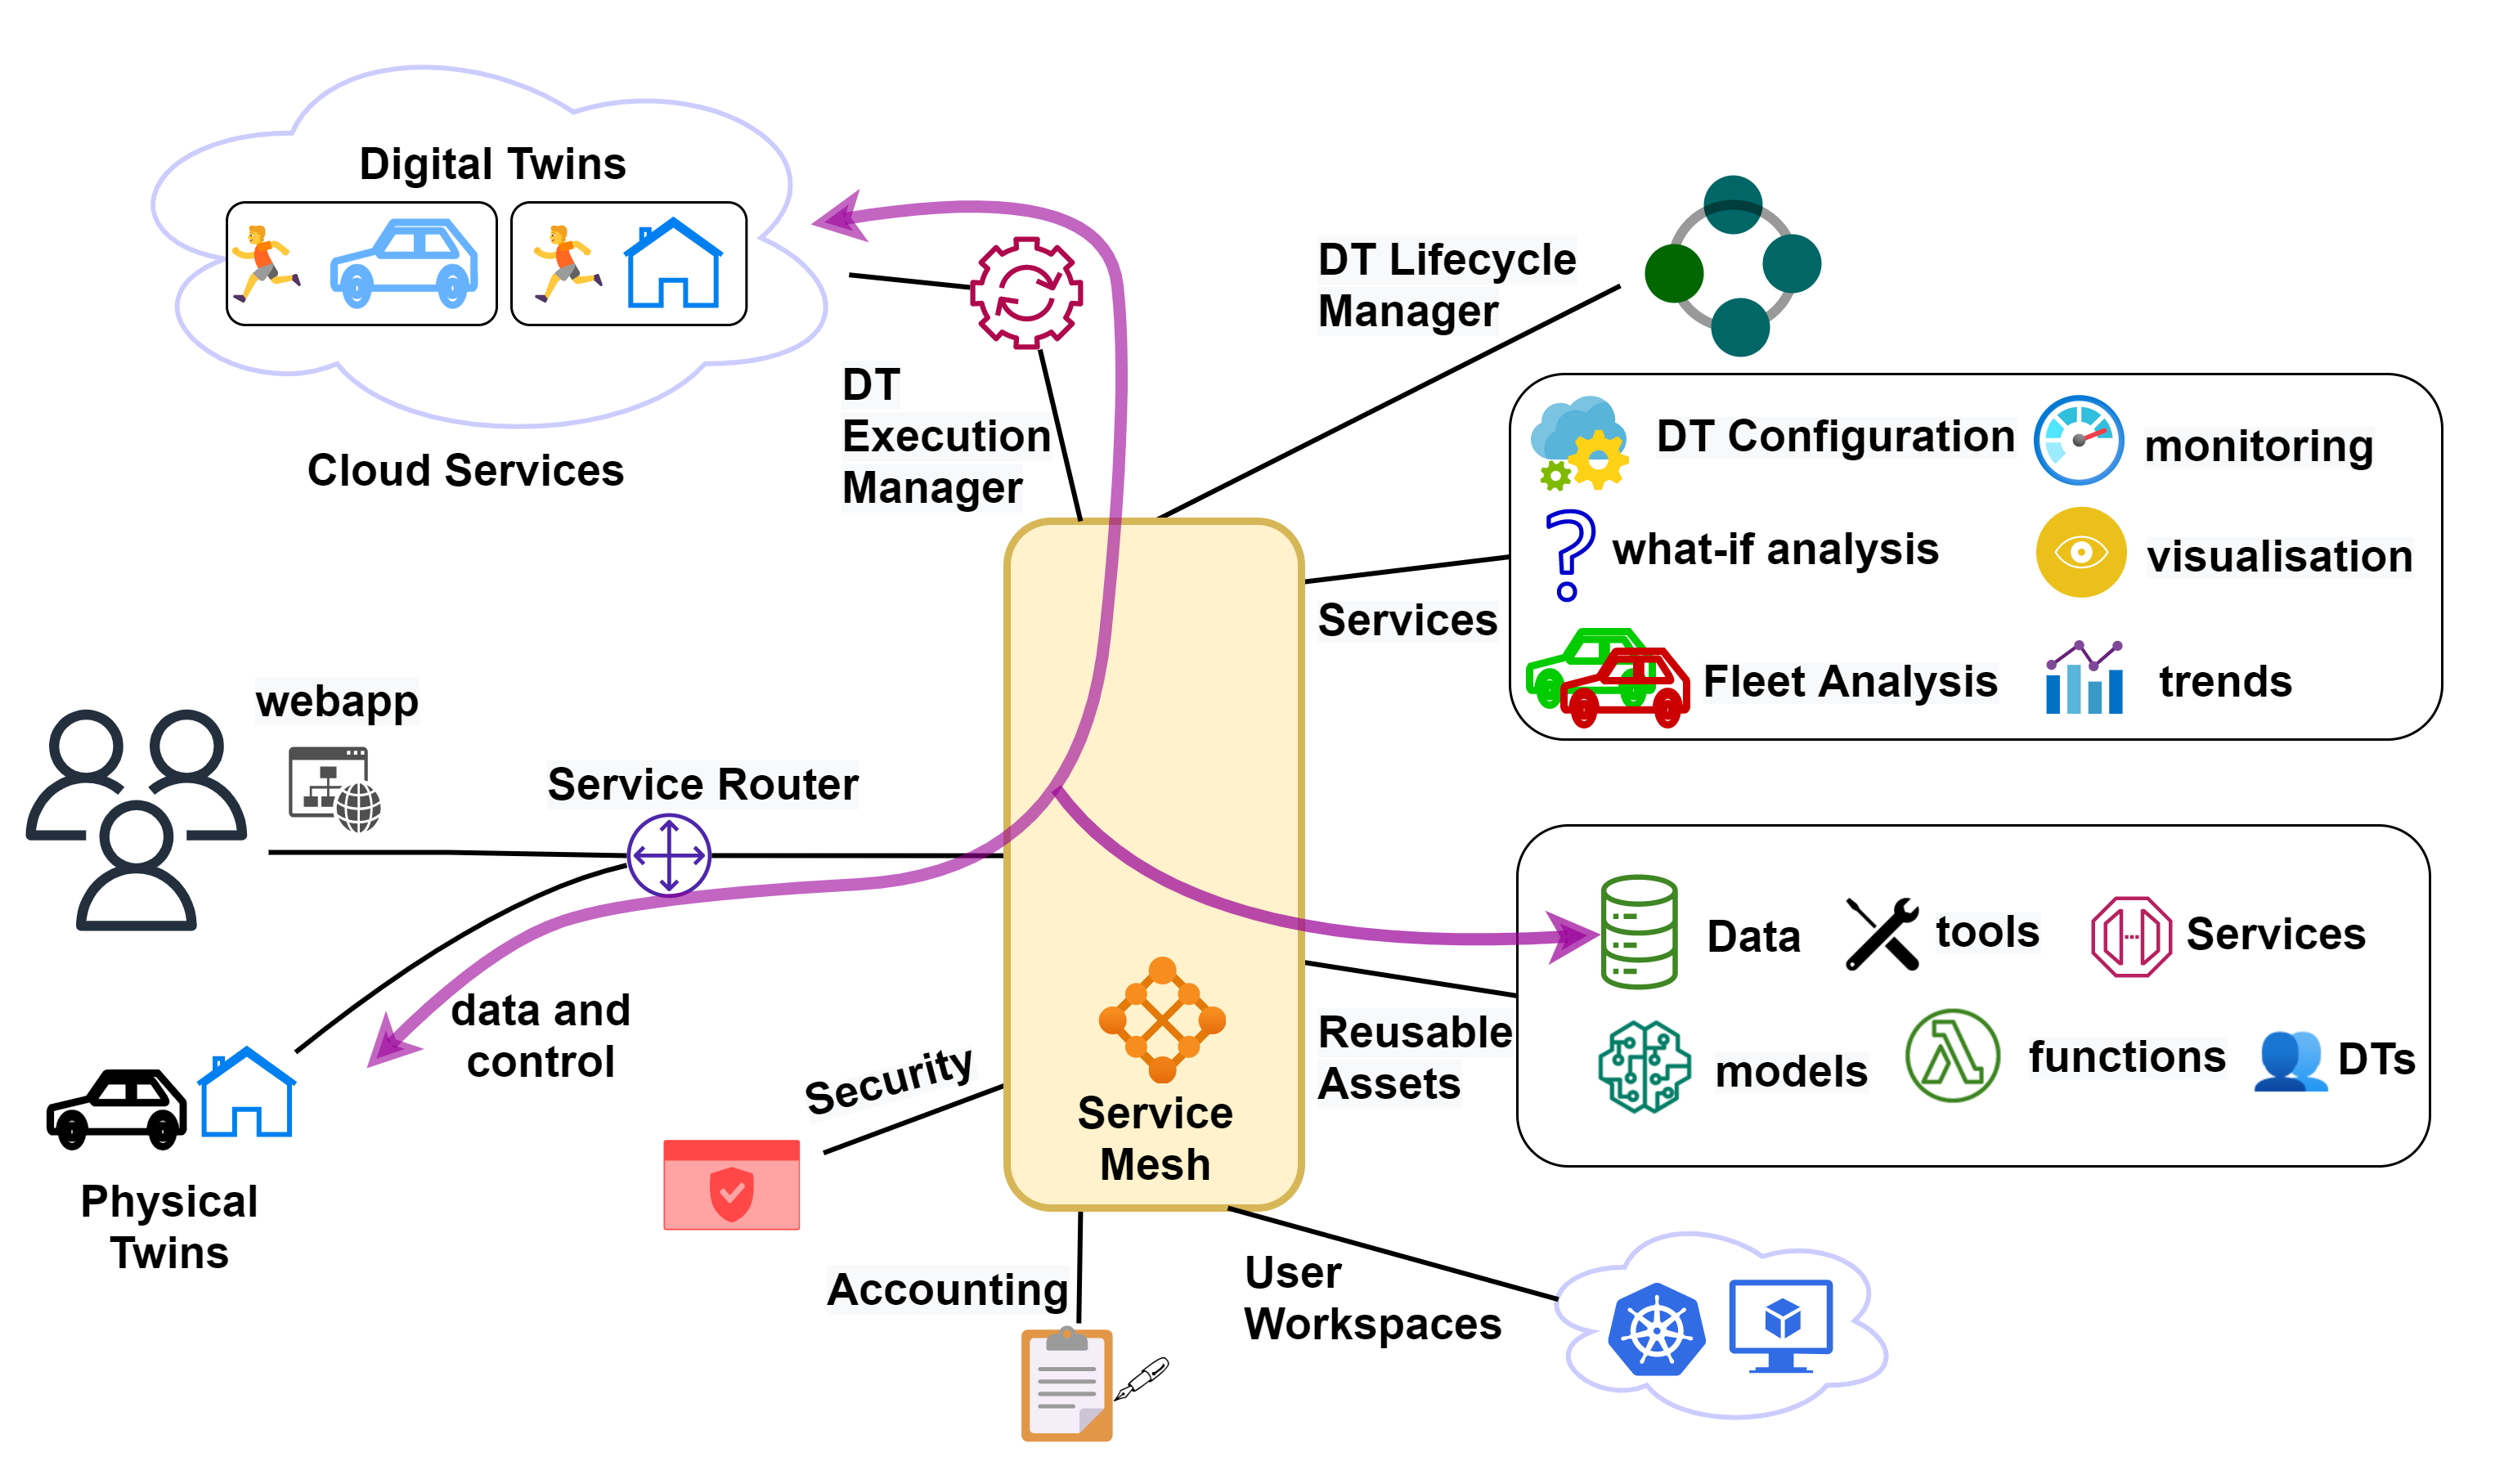 Digital Twins
Cloud Services
DT
Execution
Manager
DT Lifecycle
Manager
DT Configuration
monitoring
what-if analysis
visualisation
Fleet Analysis
trends
Services
webapp
Service Router
data and
control
Physical
Twins
Security
Service
Mesh
Reusable
Assets
Data
tools
Services
models
functions
DTs
Accounting
User
Workspaces